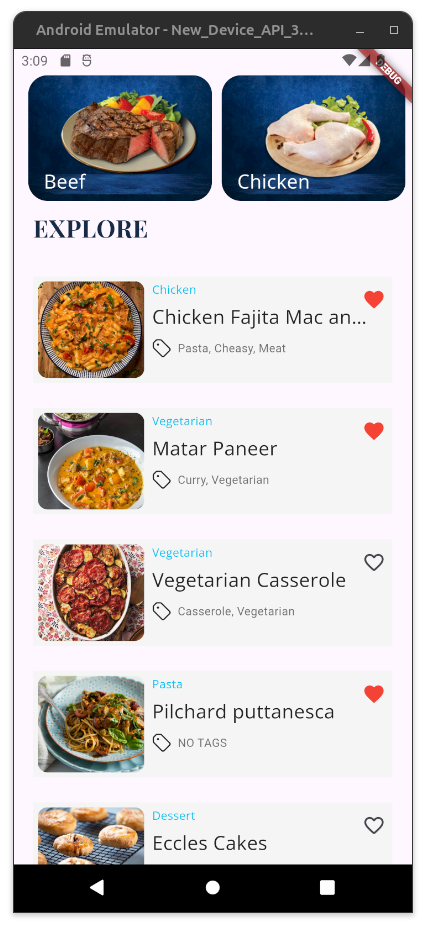 Android Emulator - New_Device_API_3...
3:09
DEBUG
Beef
Chicken
EXPLORE
Chicken
Chicken Fajita Mac an...
Pasta, Cheasy, Meat
Vegetarian
Matar Paneer
Curry, Vegetarian
Vegetarian
Vegetarian Casserole
Casserole, Vegetarian
Pasta
Pilchard puttanesca
NO TAGS
Dessert
Eccles Cakes